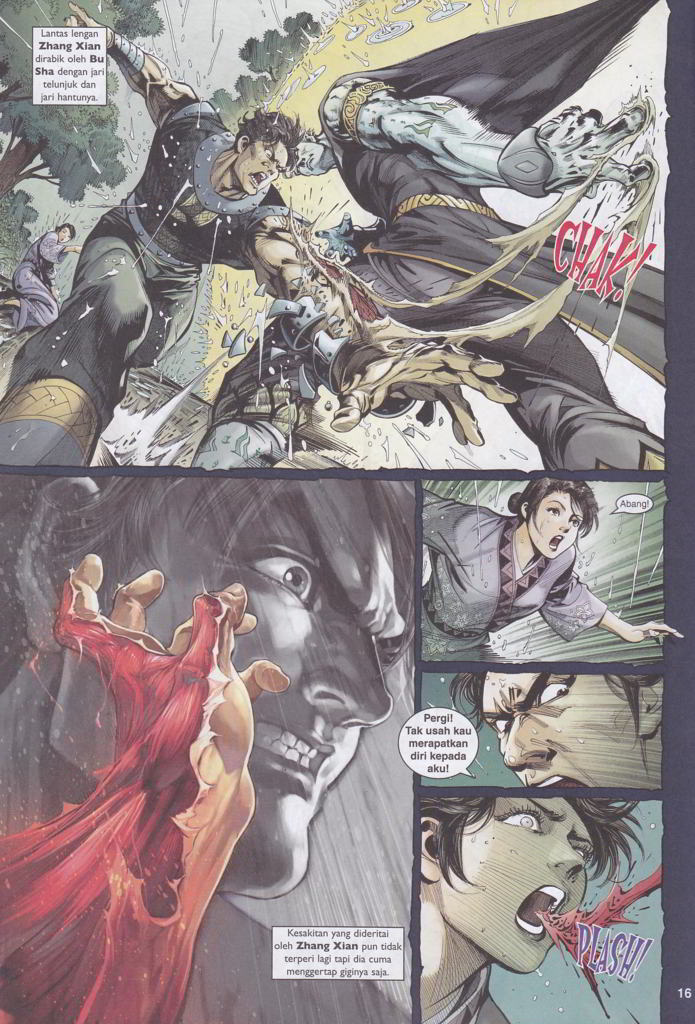 Lantas lengan
Zhang Xian
dirabik oleh Bu
Sha dengan jari
telunjuk dan
jari hantunya.
CHAK!
Abang!
Pergi!
Tak usah kau
merapatkan
diri kepada
aku!
PLASH!
Kesakitan yang dideritai
oleh Zhang Xian pun tidak
terperi lagi tapi dia cuma
menggertap giginya saja.
16